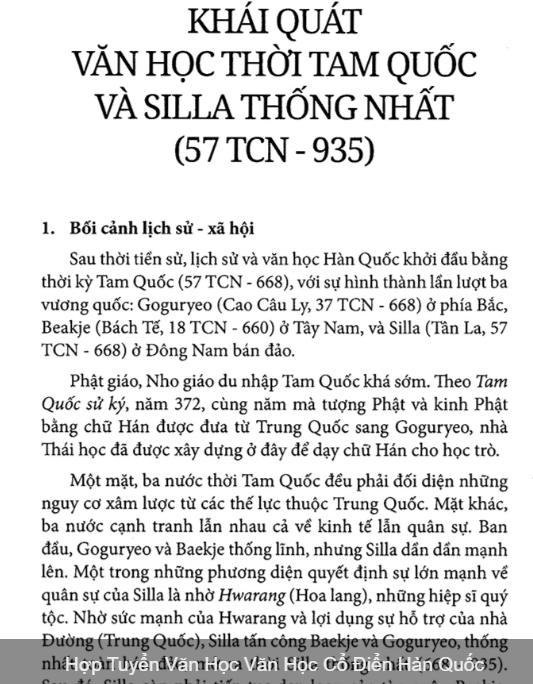 KHÁI QUÁT
VĂN HỌC THỜI TAM QUỐC
VÀ SILLA THỐNG NHẤT
(57 TCN - 935)
1. Bối cảnh lịch sử - xã hội
Sau thời tiền sử, lịch sử và văn học Hàn Quốc khởi đầu bằng
thời kỳ Tam Quốc (57 TCN - 668), với sự hình thành lần lượt ba
vương quốc: Goguryeo (Cao Câu Ly, 37 TCN - 668) ở phía Bắc,
Beakje (Bách Tế, 18 TCN - 660) ở Tây Nam, và Silla (Tân La, 57
TCN - 668) ở Đông Nam bán đảo.
Phật giáo, Nho giáo du nhập Tam Quốc khá sớm. Theo Tam
Quốc sử ký, năm 372, cùng năm mà tượng Phật và kinh Phật
bằng chữ Hán được đưa từ Trung Quốc sang Goguryeo, nhà
Thái học đã được xây dựng ở đây để dạy chữ Hán cho học trò.
Một mặt, ba nước thời Tam Quốc đều phải đối diện những
nguy cơ xâm lược từ các thế lực thuộc Trung Quốc. Mặt khác,
ba nước cạnh tranh lẫn nhau cả về kinh tế lẫn quân sự. Ban
đầu, Goguryeo và Baekje thống lĩnh, nhưng Silla dần dần mạnh
lên. Một trong những phương diện quyết định sự lớn mạnh về
quân sự của Silla là nhờ Hwarang (Hoa lang), những hiệp sĩ quý
tộc. Nhờ sức mạnh của Hwarang và lợi dụng sự hỗ trợ của nhà
Đường (Trung Quốc), Silla tấn công Baekje và Goguryeo, thống
Hợp Tuyển Văn Học Văn Học Cổ Điển Hàn Quốc